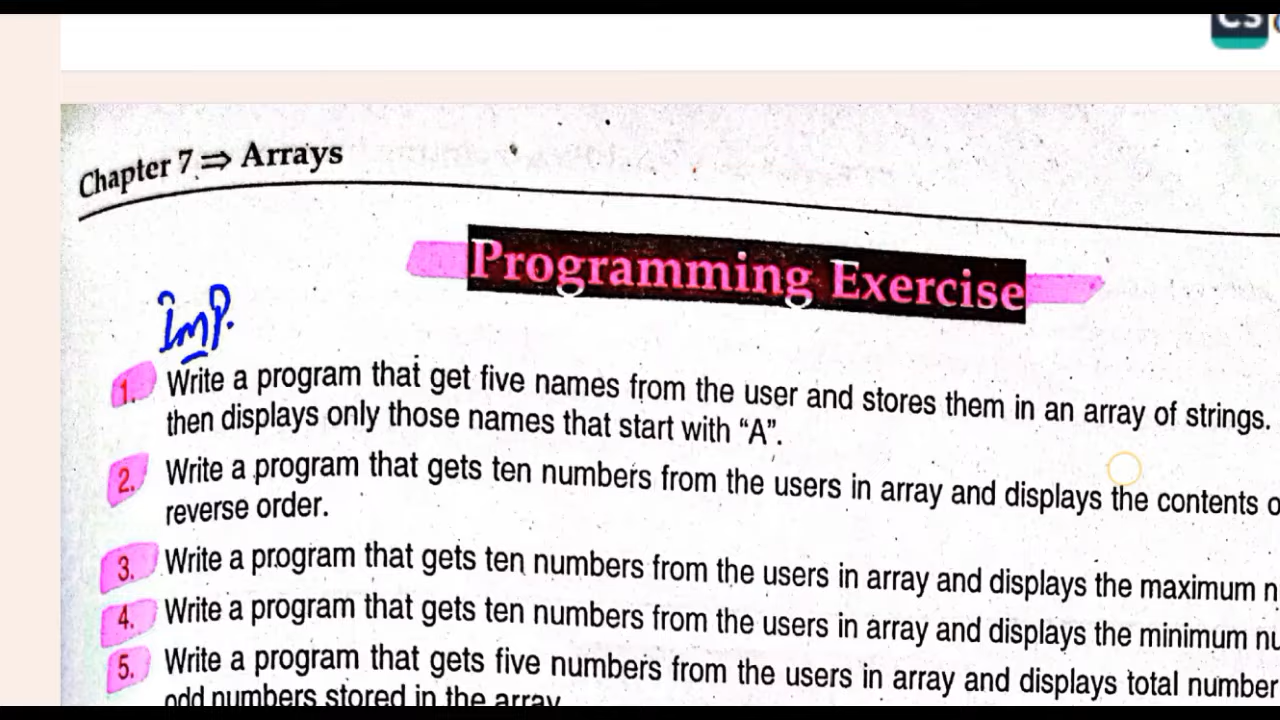 CS
Chapter 7 ⇒ Arrays
Programming Exercise
Imp.
1. Write a program that get five names from the user and stores them in an array of strings.
then displays only those names that start with “A”.
2. Write a program that gets ten numbers from the users in array and displays the contents
reverse order.
3. Write a program that gets ten numbers from the users in array and displays the maximum
4. Write a program that gets ten numbers from the users in array and displays the minimum
5. Write a program that gets five numbers from the users in array and displays total number
odd numbers stored in the array.